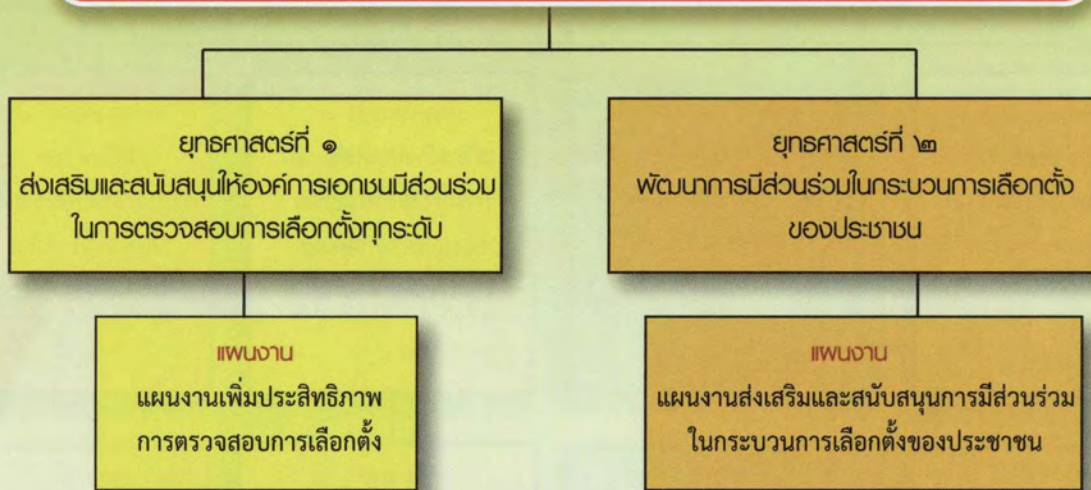 ยุทธศาสตร์ที่ ๑
ส่งเสริมและสนับสนุนให้องค์การเอกชนมีส่วนร่วม
ในการตรวจสอบการเลือกตั้งทุกระดับ
แผนงาน
แผนงานเพิ่มประสิทธิภาพ
การตรวจสอบการเลือกตั้ง
ยุทธศาสตร์ที่ ๒
พัฒนาการมีส่วนร่วมในกระบวนการเลือกตั้ง
ของประชาชน
แผนงาน
แผนงานส่งเสริมและสนับสนุนการมีส่วนร่วม
ในกระบวนการเลือกตั้งของประชาชน